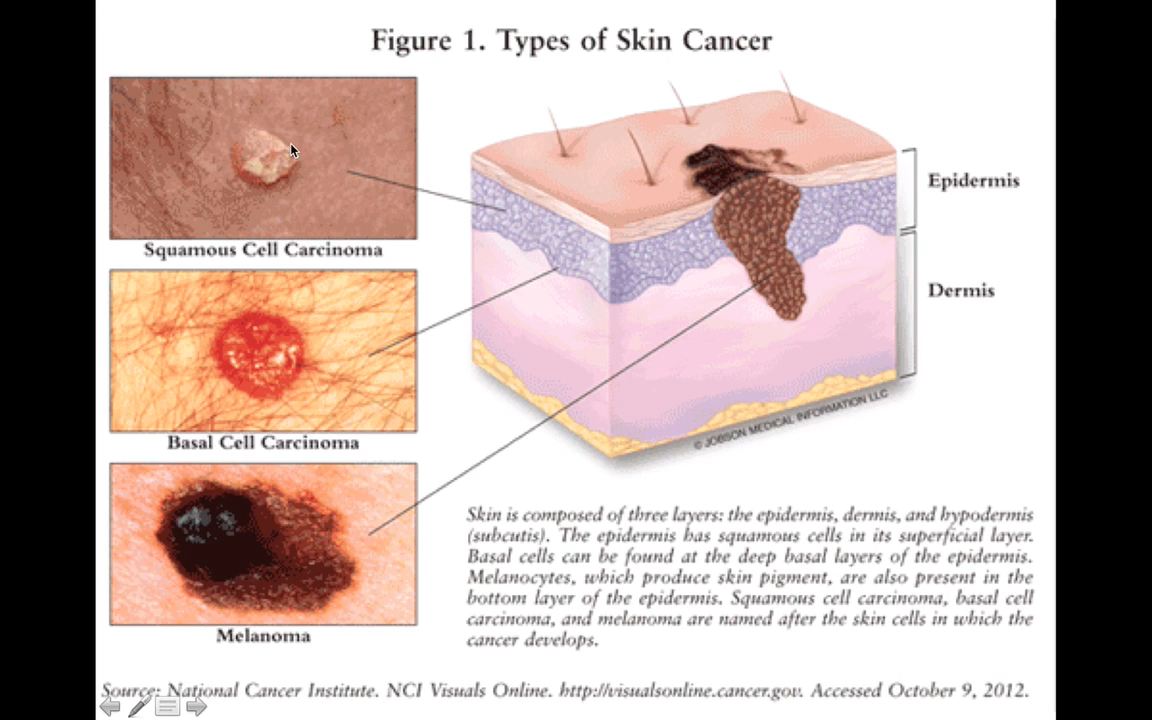 Figure 1. Types of Skin Cancer
Squamous Cell Carcinoma
Basal Cell Carcinoma
Melanoma
Epidermis
Dermis
© JOBSON MEDICAL INFORMATION LLC
Skin is composed of three layers: the epidermis, dermis, and hypodermis
(subcutis). The epidermis has squamous cells in its superficial layer.
Basal cells can be found at the deep basal layers of the epidermis.
Melanocytes, which produce skin pigment, are also present in the
bottom layer of the epidermis. Squamous cell carcinoma, basal cell
carcinoma, and melanoma are named after the skin cells in which the
cancer develops.
Source: National Cancer Institute. NCI Visuals Online. http://visualsonline.cancer.gov. Accessed October 9, 2012.